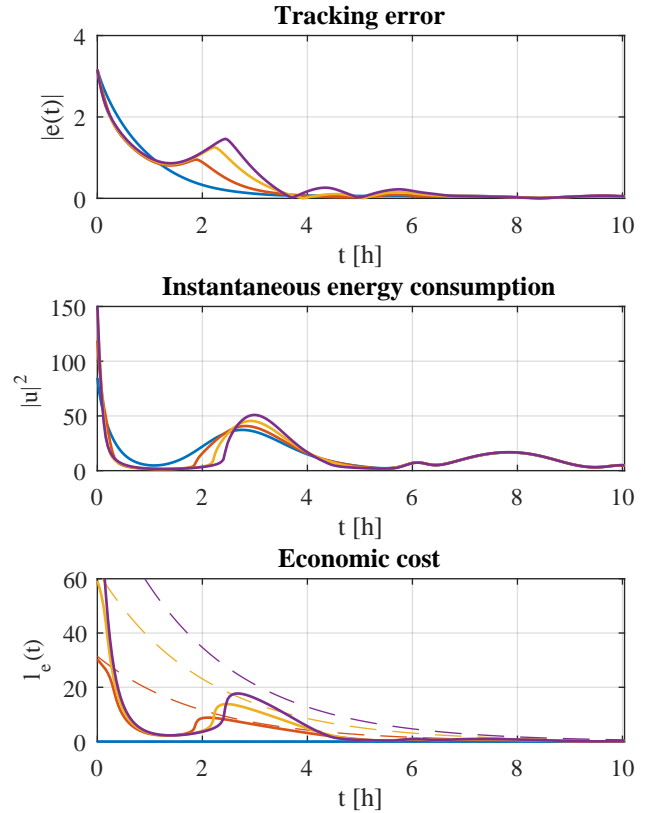 Tracking error
4
2
0
|e(t)|
0 2 4 6 8 10
t [h]
Instantaneous energy consumption
150
100
50
0
|u|²
0 2 4 6 8 10
t [h]
Economic cost
60
40
20
0
l_e(t)
0 2 4 6 8 10
t [h]